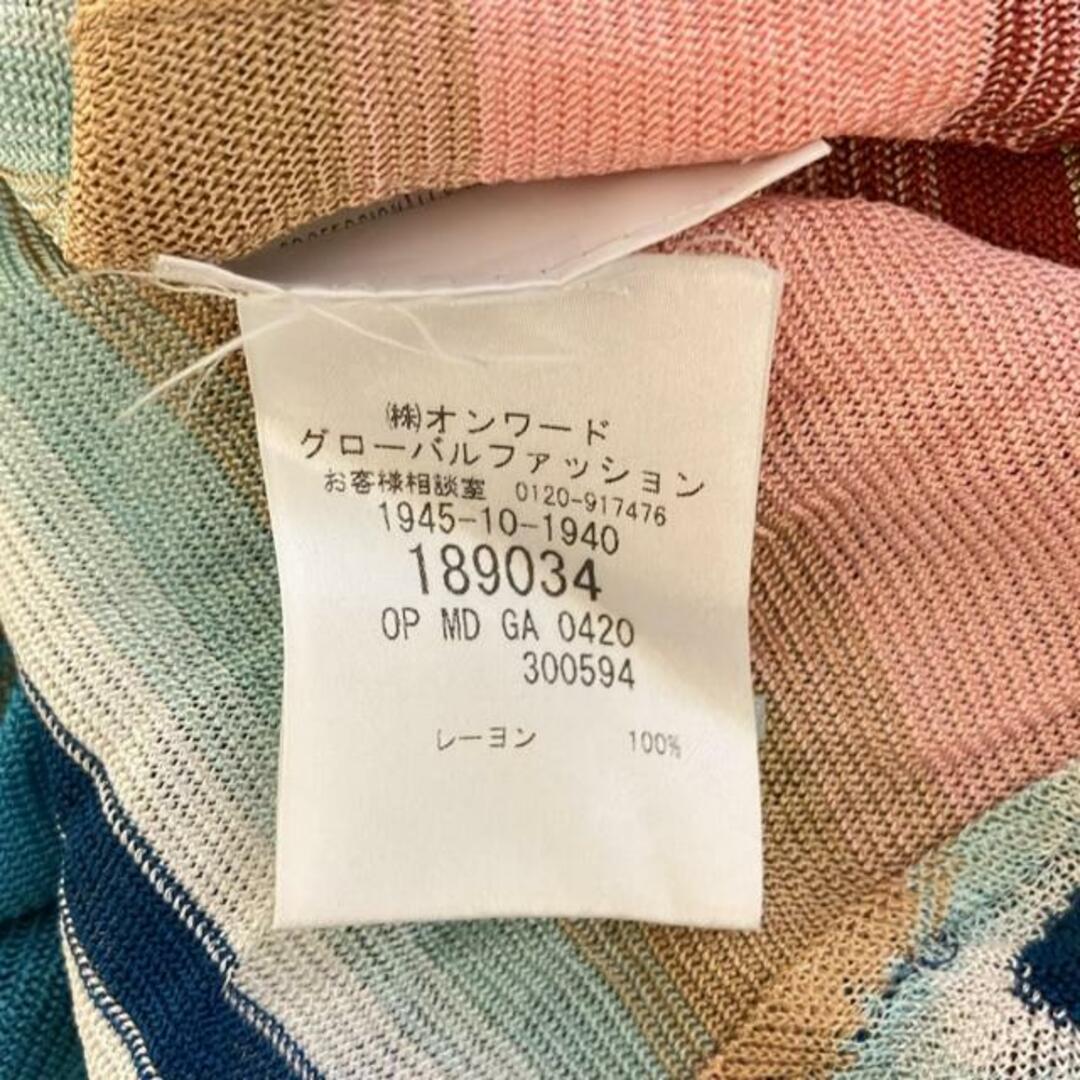 ㈱オンワード
グローバルファッション
お客様相談室 0120-917476
1945-10-1940
189034
OP MD GA 0420
300594
レーヨン 100%